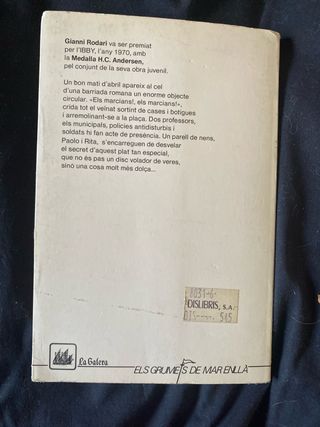 Gianni Rodari va ser premiat
per l'IBBY, l'any 1970, amb
la Medalla H.C. Andersen,
pel conjunt de la seva obra juvenil.
Un bon matí d'abril apareix al cel
d'una barriada romana un enorme objecte
circular. «Els marcians!, els marcians!»,
crida tot el veïnat sortint de cases i botigues
i arremolinant-se a la plaça. Dos professors,
els municipals, policies antidisturbis i
soldats hi fan acte de presència. Un parell de nens,
Paolo i Rita, s'encarreguen de desvelar
el secret d'aquest plat tan especial,
que no és pas un disc volador de veres,
sinó una cosa molt més dolça...
DISLIBRIS, S.A.
545
La Galera
ELS GRUMETS DE MAR ENLLÀ